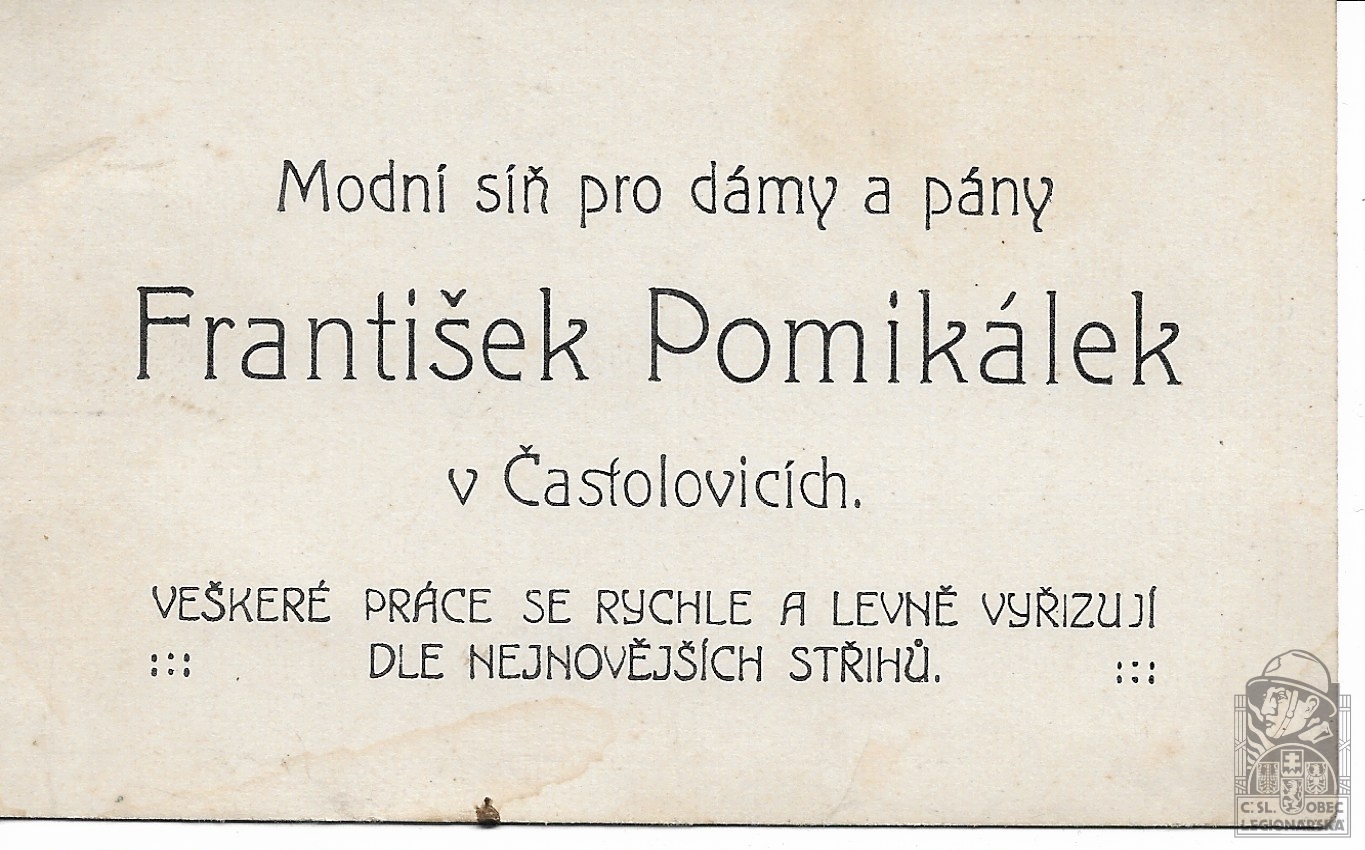 Modní síň pro dámy a pány
František Pomikálek
v Častolovicích.
VEŠKERÉ PRÁCE SE RYCHLE A LEVNĚ VYŘIZUJÍ
::: DLE NEJNOVĚJŠÍCH STŘIHŮ. :::
Č. SL. OBEC
LEGIONÁŘSKÁ